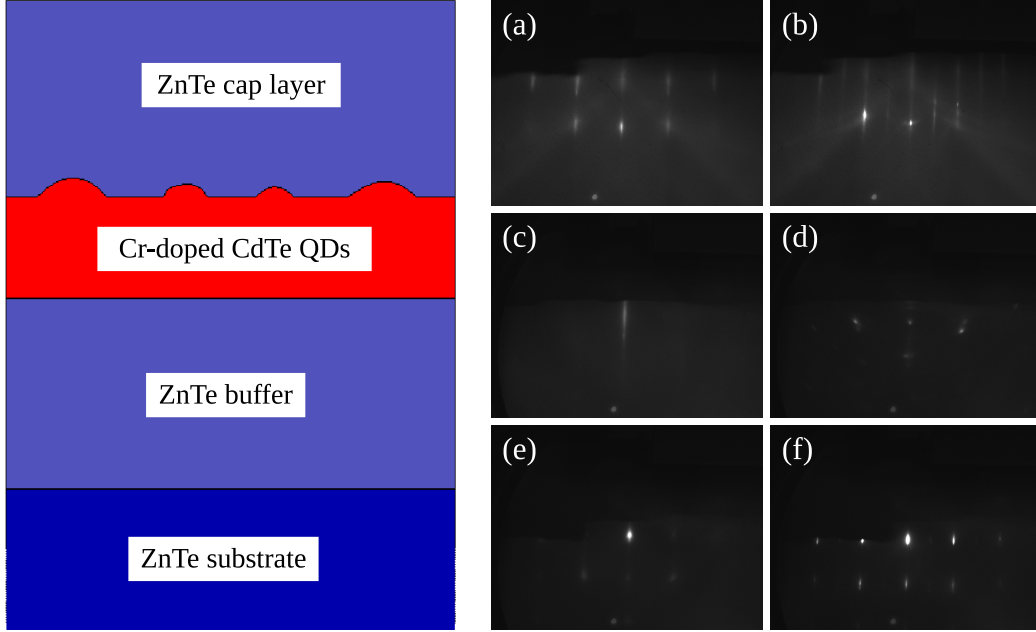 ZnTe cap layer
Cr-doped CdTe QDs
ZnTe buffer
ZnTe substrate
(a)
(b)
(c)
(d)
(e)
(f)